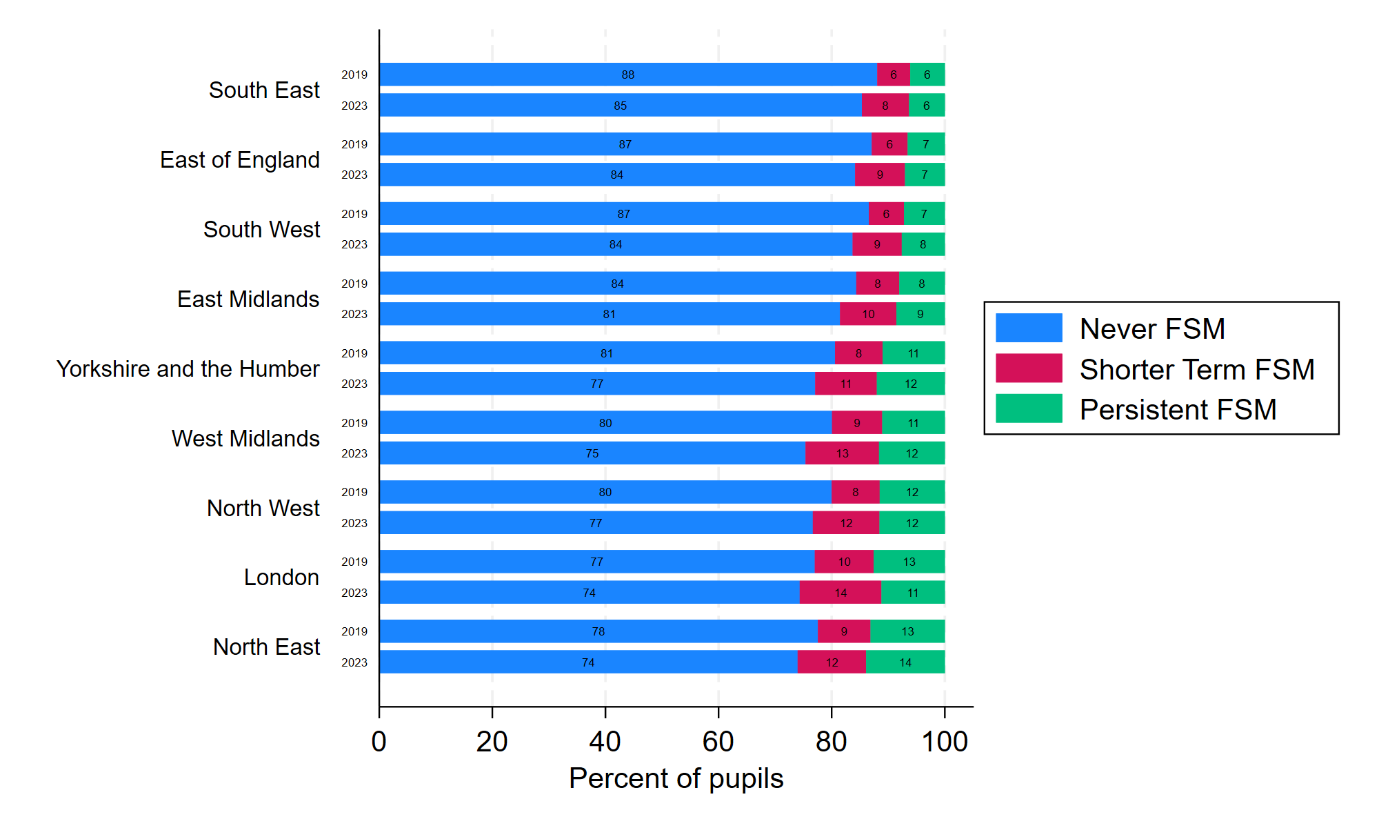 2019 88 6 6
South East
2023 85 8 6
2019 87 6 7
East of England
2023 84 9 7
2019 87 6 7
South West
2023 84 9 8
2019 84 8 8
East Midlands
2023 81 10 9
2019 81 8 11
Yorkshire and the Humber
2023 77 11 12
2019 80 9 11
West Midlands
2023 75 13 12
2019 80 8 12
North West
2023 77 12 12
2019 77 10 13
London
2023 74 14 11
2019 78 9 13
North East
2023 74 12 14
0 20 40 60 80 100
Percent of pupils
Never FSM
Shorter Term FSM
Persistent FSM